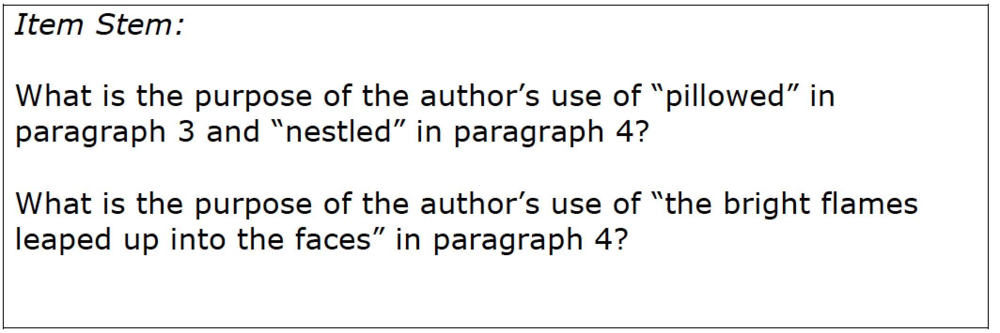 Item Stem:
What is the purpose of the author’s use of “pillowed” in
paragraph 3 and “nestled” in paragraph 4?
What is the purpose of the author’s use of “the bright flames
leaped up into the faces” in paragraph 4?